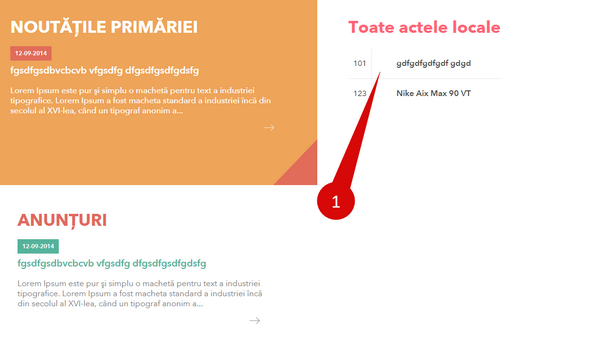 NOUTĂȚILE PRIMĂRIEI
12-09-2014
fgsdfgsdbvcbcvb vfgsdfg dfgsdfgsdfgdsfg
Lorem Ipsum este pur şi simplu o machetă pentru text a industriei
tipografice. Lorem Ipsum a fost macheta standard a industriei încă din
secolul al XVI-lea, când un tipograf anonim a...
ANUNȚURI
12-09-2014
fgsdfgsdbvcbcvb vfgsdfg dfgsdfgsdfgdsfg
Lorem Ipsum este pur şi simplu o machetă pentru text a industriei
tipografice. Lorem Ipsum a fost macheta standard a industriei încă
din secolul al XVI-lea, când un tipograf anonim a...
Toate actele locale
101 gdfgdfgdfgdf gdgd
123 Nike Aix Max 90 VT
1